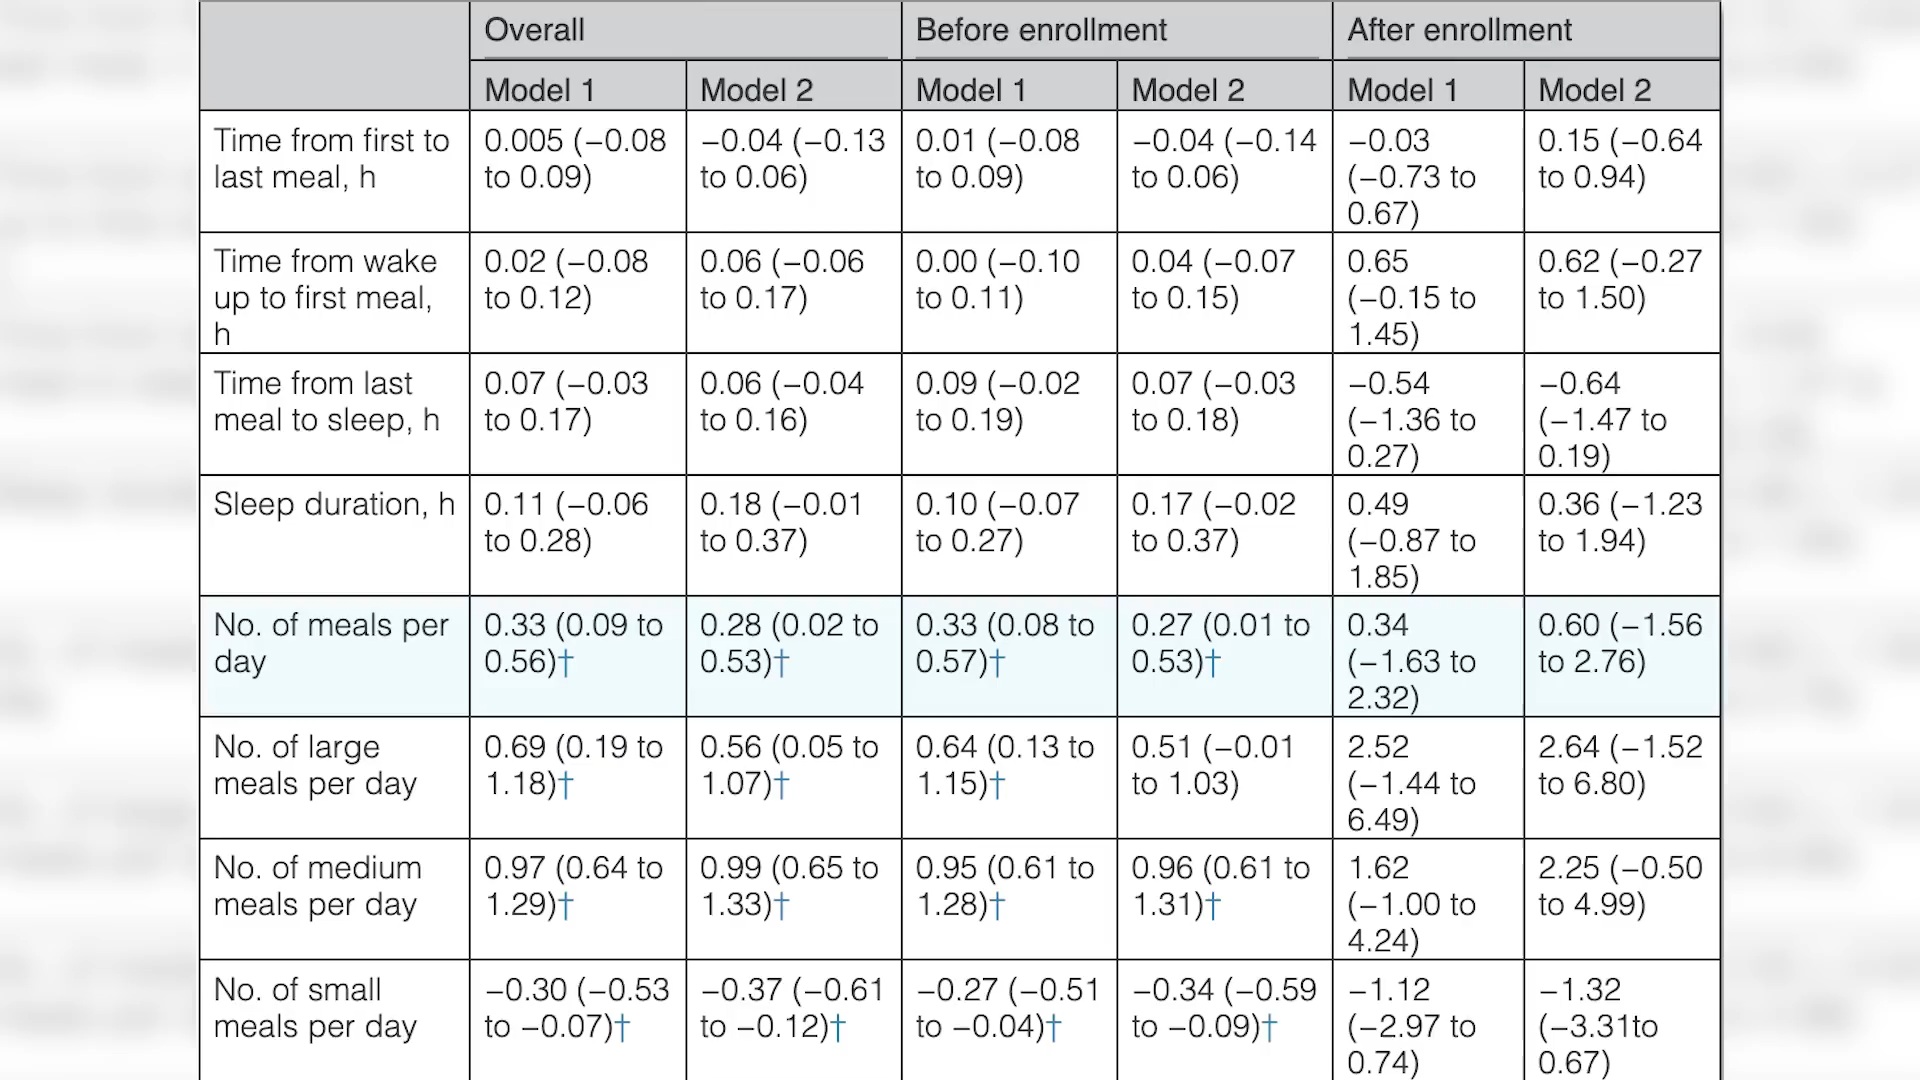 Overall Before enrollment After enrollment
Model 1 Model 2 Model 1 Model 2 Model 1 Model 2
Time from first to 0.005 (−0.08 −0.04 (−0.13 0.01 (−0.08 −0.04 (−0.14 −0.03 0.15 (−0.64
last meal, h to 0.09) to 0.06) to 0.09) to 0.06) (−0.73 to to 0.94)
0.67)
Time from wake 0.02 (−0.08 0.06 (−0.06 0.00 (−0.10 0.04 (−0.07 0.65 0.62 (−0.27
up to first meal, to 0.12) to 0.17) to 0.11) to 0.15) (−0.15 to to 1.50)
h 1.45)
Time from last 0.07 (−0.03 0.06 (−0.04 0.09 (−0.02 0.07 (−0.03 −0.54 −0.64
meal to sleep, h to 0.17) to 0.16) to 0.19) to 0.18) (−1.36 to (−1.47 to
0.27) 0.19)
Sleep duration, h 0.11 (−0.06 0.18 (−0.01 0.10 (−0.07 0.17 (−0.02 0.49 0.36 (−1.23
to 0.28) to 0.37) to 0.27) to 0.37) (−0.87 to to 1.94)
1.85)
No. of meals per 0.33 (0.09 to 0.28 (0.02 to 0.33 (0.08 to 0.27 (0.01 to 0.34 0.60 (−1.56
day 0.56)† 0.53)† 0.57)† 0.53)† (−1.63 to to 2.76)
2.32)
No. of large 0.69 (0.19 to 0.56 (0.05 to 0.64 (0.13 to 0.51 (−0.01 2.52 2.64 (−1.52
meals per day 1.18)† 1.07)† 1.15)† to 1.03) (−1.44 to to 6.80)
6.49)
No. of medium 0.97 (0.64 to 0.99 (0.65 to 0.95 (0.61 to 0.96 (0.61 to 1.62 2.25 (−0.50
meals per day 1.29)† 1.33)† 1.28)† 1.31)† (−1.00 to to 4.99)
4.24)
No. of small −0.30 (−0.53 −0.37 (−0.61 −0.27 (−0.51 −0.34 (−0.59 −1.12 −1.32
meals per day to −0.07)† to −0.12)† to −0.04)† to −0.09)† (−2.97 to (−3.31to
0.74) 0.67)